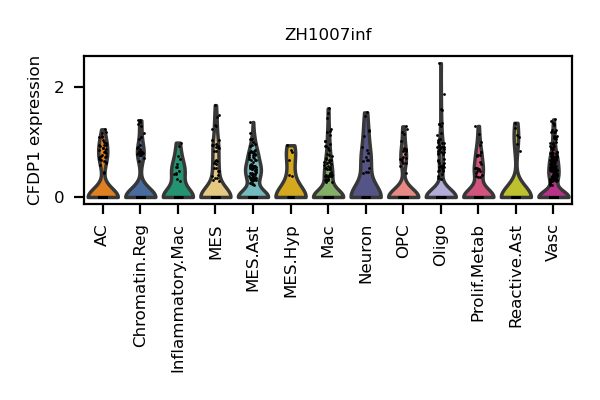 ZH1007inf
CFDP1 expression
2
0
AC
Chromatin.Reg
Inflammatory.Mac
MES
MES.Ast
MES.Hyp
Mac
Neuron
OPC
Oligo
Prolif.Metab
Reactive.Ast
Vasc